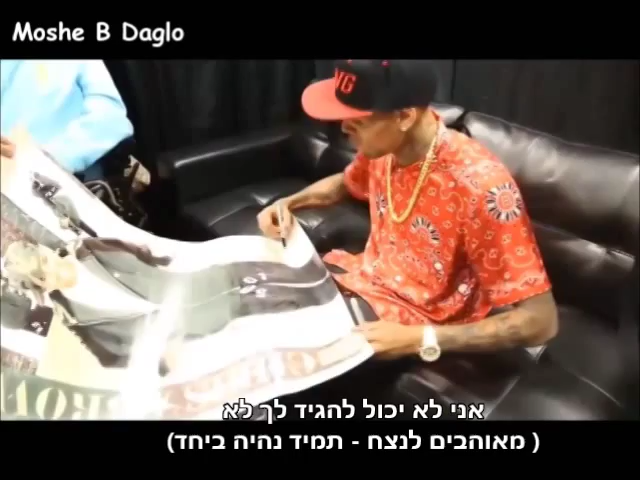 Moshe B Daglo
אני לא יכול להגיד לך לא
( מאוהבים לנצח - תמיד נהיה ביחד)